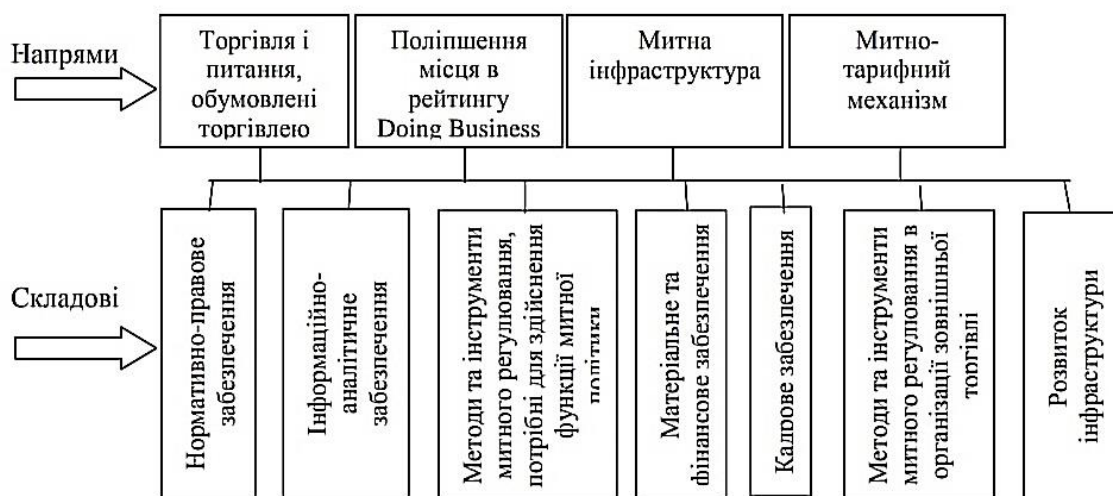 Напрями
Торгівля і
питання,
обумовлені
торгівлею
Поліпшення
місця в
рейтингу
Doing Business
Митна
інфраструктура
Митно-
тарифний
механізм
Складові
Нормативно-правове
забезпечення
Інформаційно-
аналітичне
забезпечення
Методи та інструменти
митного регулювання,
потрібні для здійснення
функції митної
політики
Матеріальне та
фінансове забезпечення
Кадрове забезпечення
Методи та інструменти
митного регулювання в
організації зовнішньої
торгівлі
Розвиток
інфраструктури